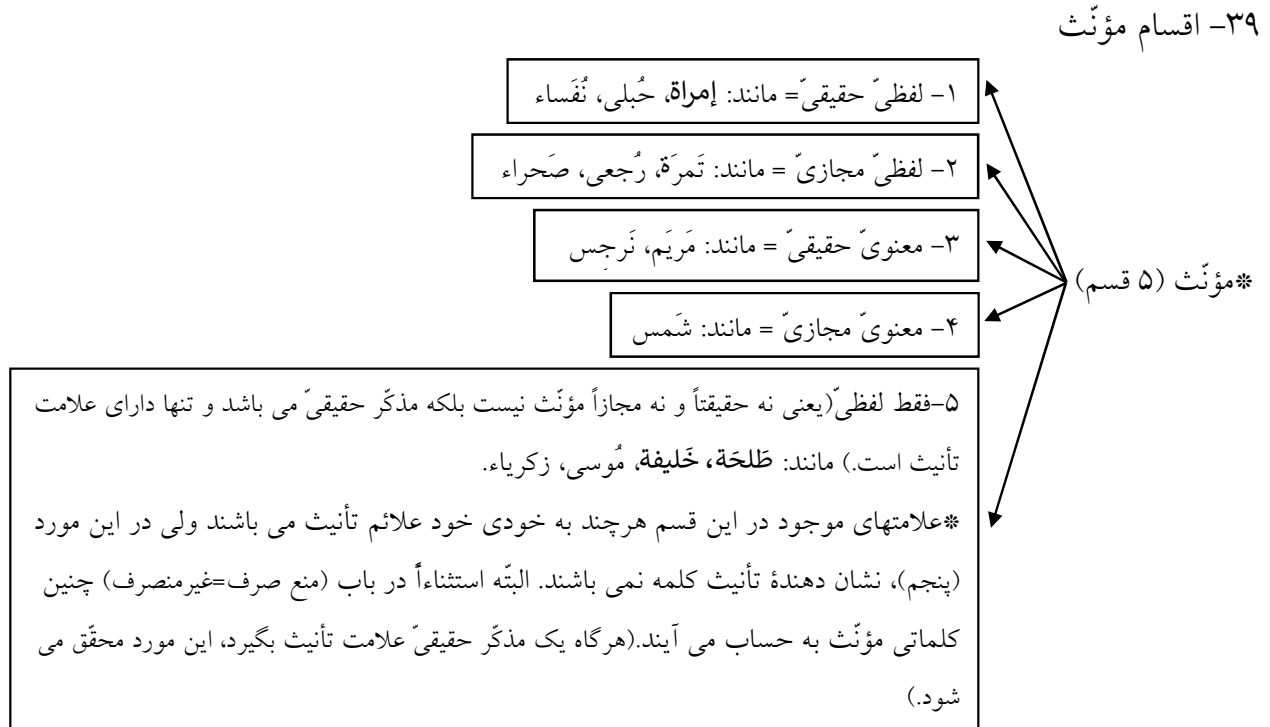 ۳۹- اقسام مؤنّث
۱- لفظیّ حقیقیّ= مانند: إمراة، حُبلی، نُفَساء
۲- لفظیّ مجازیّ = مانند: تَمرَة، رُجعی، صَحراء
۳- معنویّ حقیقیّ = مانند: مَریَم، نَرجِس
*مؤنّث (۵ قسم)
۴- معنویّ مجازیّ = مانند: شَمس
۵-فقط لفظیّ(یعنی نه حقیقتاً و نه مجازاً مؤنّث نیست بلکه مذکّر حقیقیّ می باشد و تنها دارای علامت
تأنیث است.) مانند: طَلحَة، خَلیفة، مُوسی، زکریاء.
*علامتهای موجود در این قسم هرچند به خودی خود علائم تأنیث می باشند ولی در این مورد
(پنجم)، نشان دهندۀ تأنیث کلمه نمی باشند. البتّه استثناءاً در باب (منع صرف=غیرمنصرف) چنین
کلماتی مؤنّث به حساب می آیند.(هرگاه یک مذکّر حقیقیّ علامت تأنیث بگیرد، این مورد محقّق می
شود.)